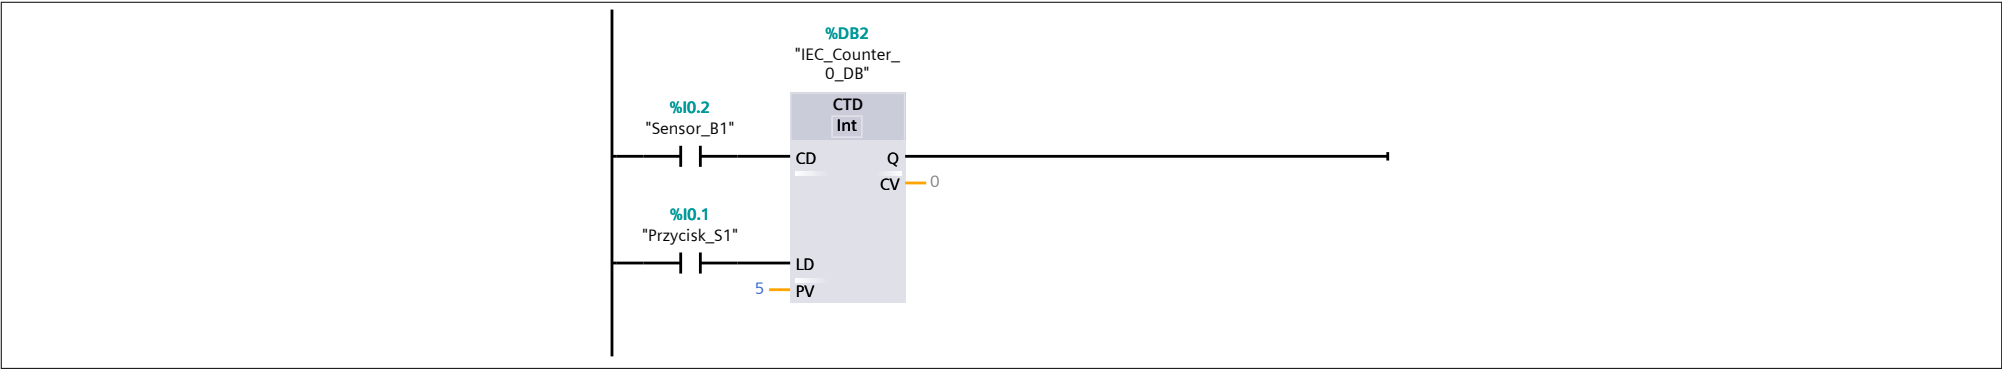 %DB2
"IEC_Counter_
0_DB"
CTD
Int
%I0.2
"Sensor_B1"
CD
Q
CV
0
%I0.1
"Przycisk_S1"
LD
5
PV